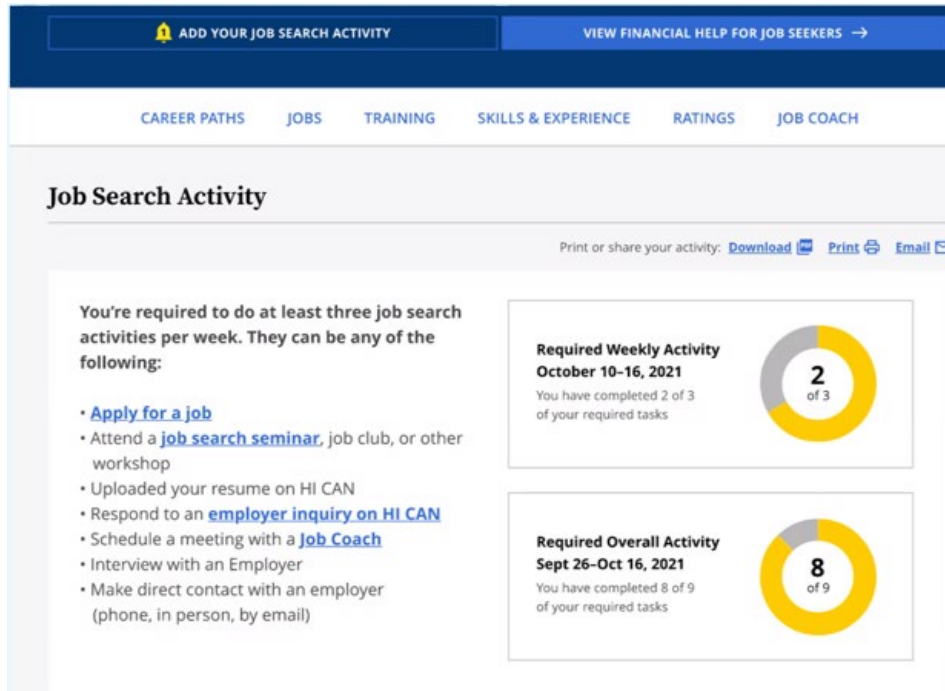 1 ADD YOUR JOB SEARCH ACTIVITY
VIEW FINANCIAL HELP FOR JOB SEEKERS →
CAREER PATHS JOBS TRAINING SKILLS & EXPERIENCE RATINGS JOB COACH
Job Search Activity
Print or share your activity: Download Print Email
You’re required to do at least three job search
activities per week. They can be any of the
following:
• Apply for a job
• Attend a job search seminar, job club, or other
workshop
• Uploaded your resume on HI CAN
• Respond to an employer inquiry on HI CAN
• Schedule a meeting with a Job Coach
• Interview with an Employer
• Make direct contact with an employer
(phone, in person, by email)
Required Weekly Activity
October 10–16, 2021
You have completed 2 of 3
of your required tasks
2
of 3
Required Overall Activity
Sept 26–Oct 16, 2021
You have completed 8 of 9
of your required tasks
8
of 9